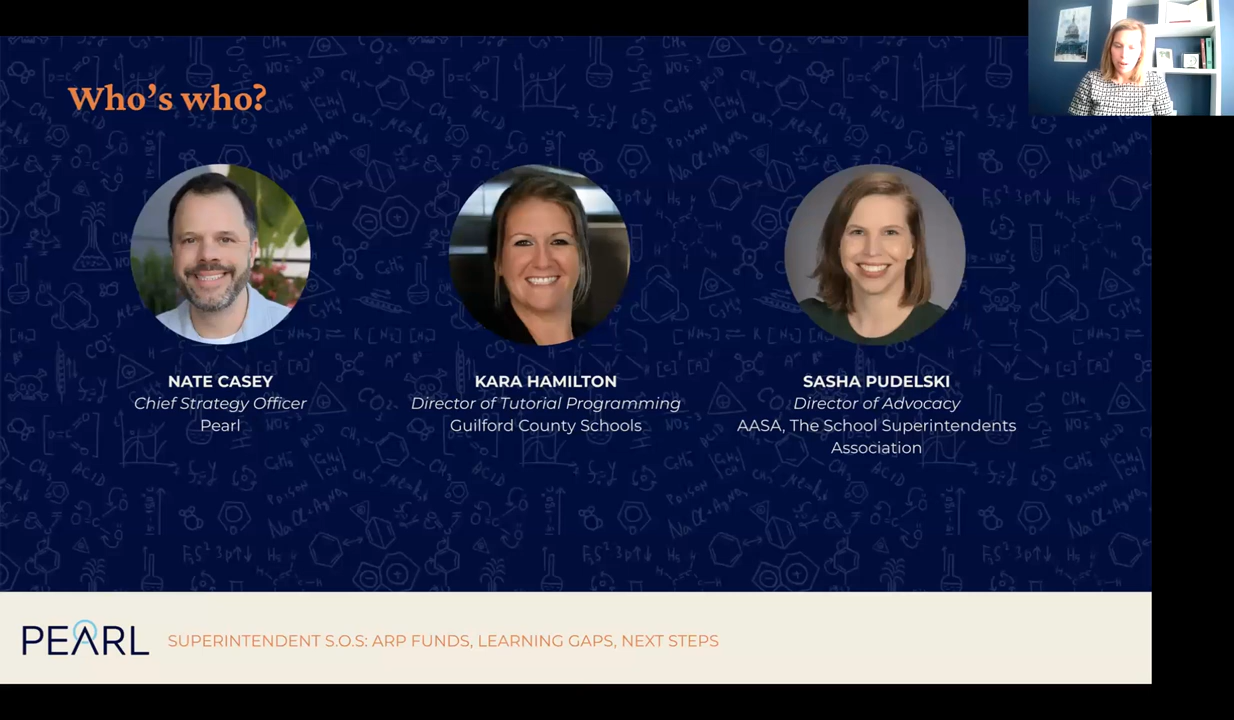 Who's who?
NATE CASEY
Chief Strategy Officer
Pearl
KARA HAMILTON
Director of Tutorial Programming
Guilford County Schools
SASHA PUDELSKI
Director of Advocacy
AASA, The School Superintendents
Association
PEARL
SUPERINTENDENT S.O.S: ARP FUNDS, LEARNING GAPS, NEXT STEPS